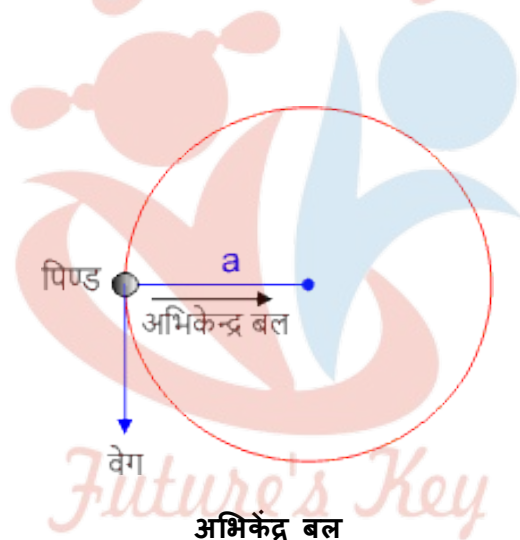 a
पिण्ड
अभिकेन्द्र बल
वेग
Future's Key
अभिकेंद्र बल